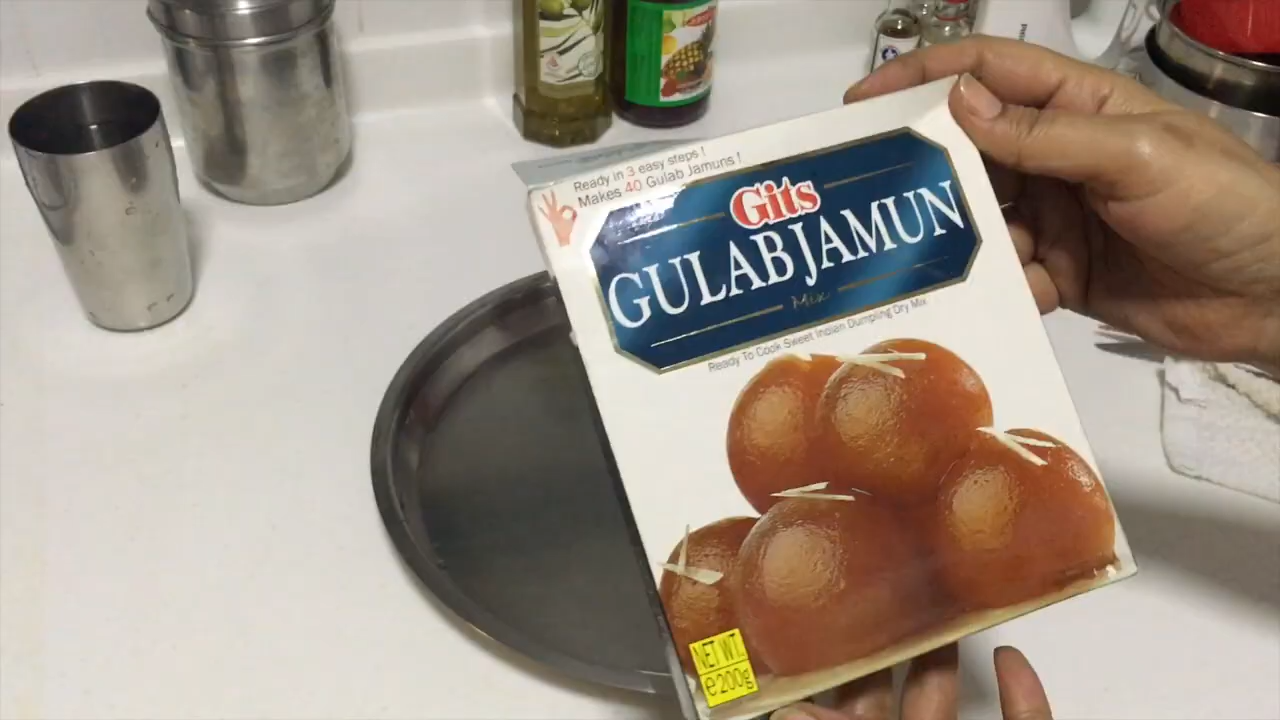 Ready in 3 easy steps !
Makes 40 Gulab Jamuns !
Gits
GULAB JAMUN
Mix
Ready To Cook Sweet Indian Dumpling Dry Mix
NET WT.
e200g